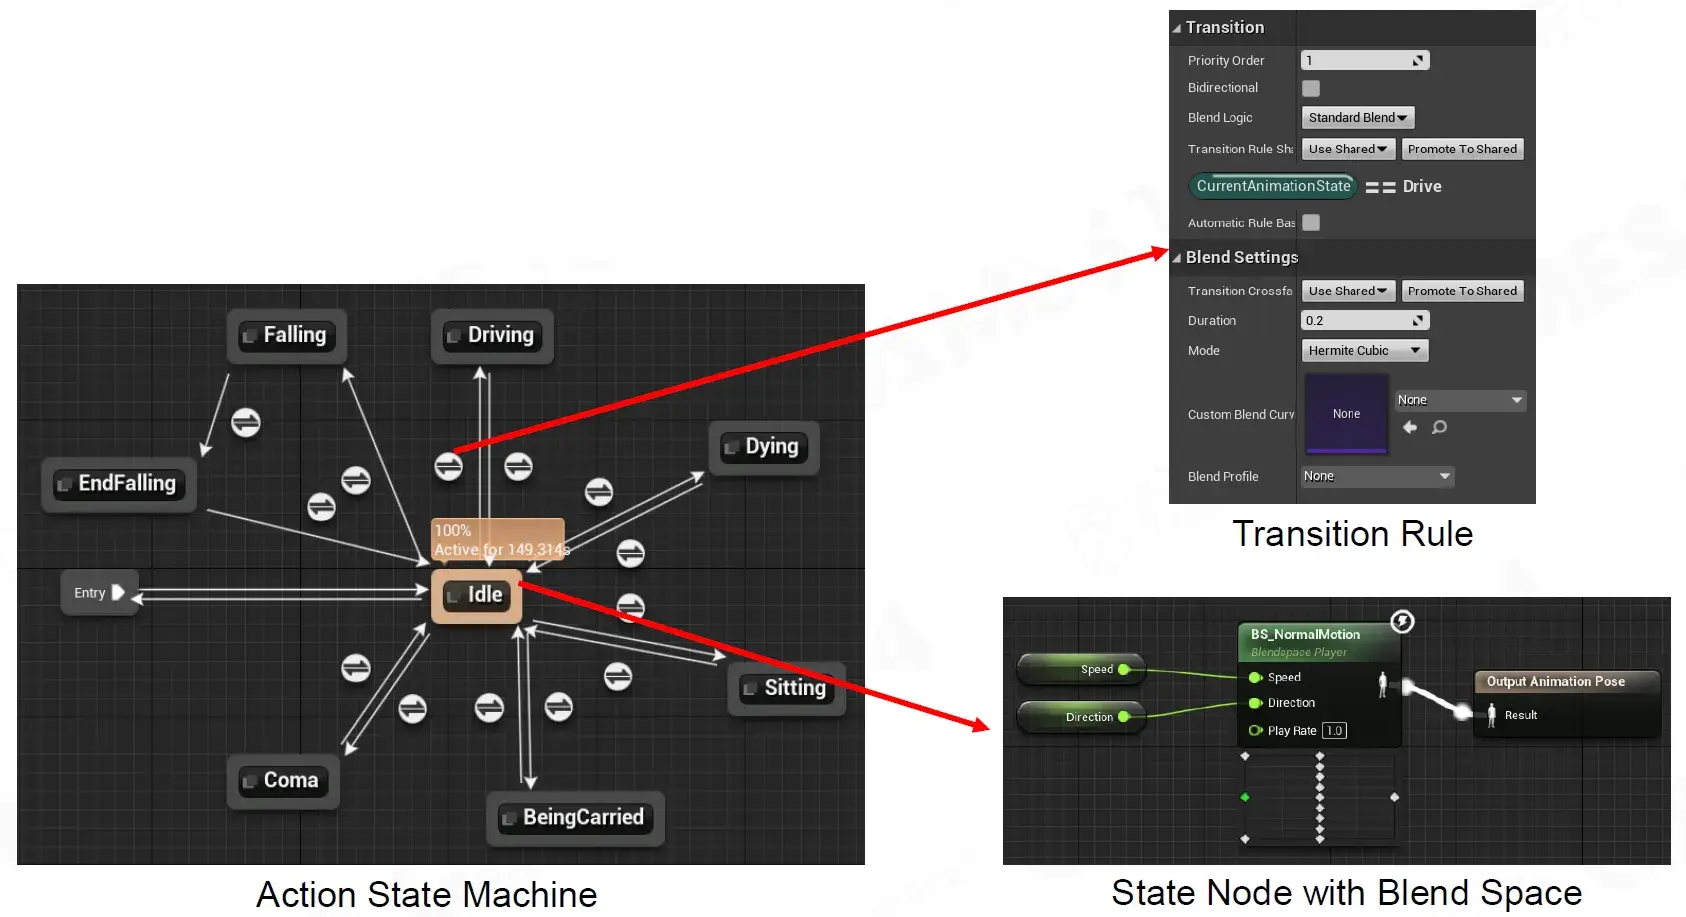 Transition
Priority Order 1
Bidirectional
Blend Logic Standard Blend
Transition Rule Sh Use Shared Promote To Shared
CurrentAnimationState == Drive
Automatic Rule Bas
Blend Settings
Transition Crossfa Use Shared Promote To Shared
Duration 0.2
Mode Hermite Cubic
None None
Custom Blend Curv
Blend Profile None
Transition Rule
Falling
Driving
Dying
EndFalling
100%
Active for 149.314s
Entry
Idle
Sitting
Coma
BeingCarried
Action State Machine
BS_NormalMotion
Blendspace Player
Speed
Direction
Speed
Direction
Play Rate 1.0
Output Animation Pose
Result
State Node with Blend Space